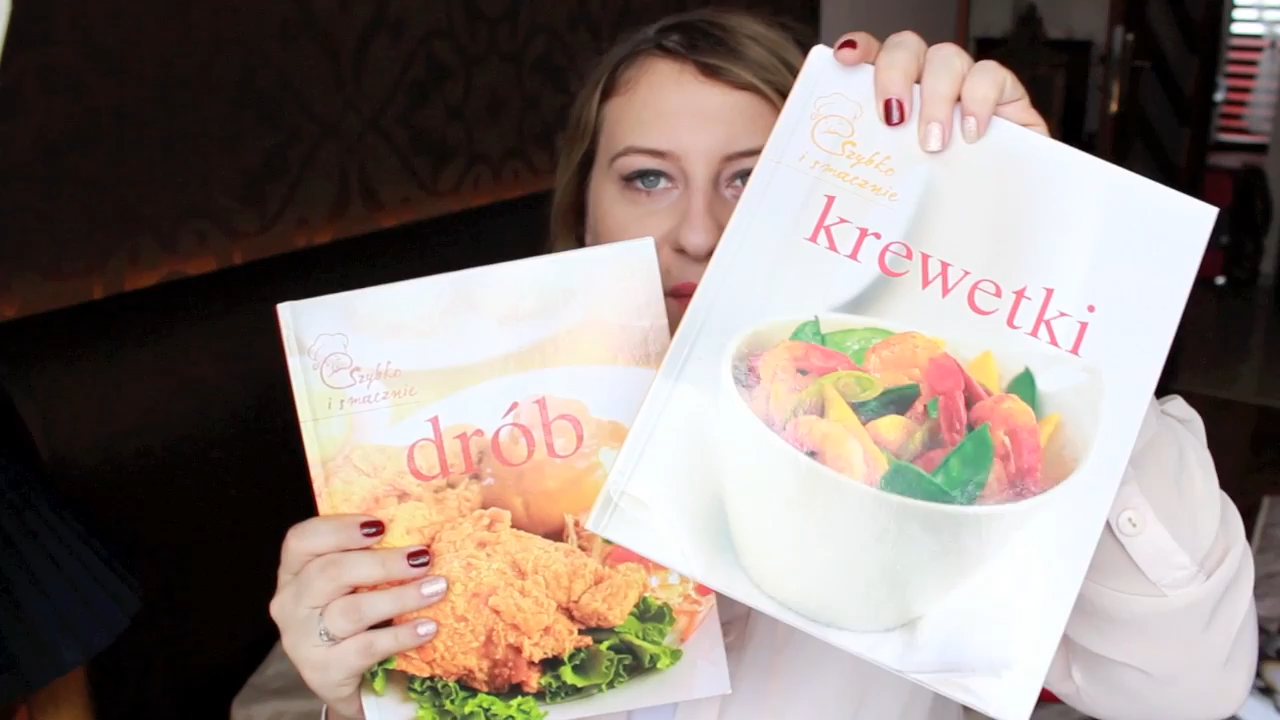 Szybko
i smacznie
drób
Szybko
i smacznie
krewetki